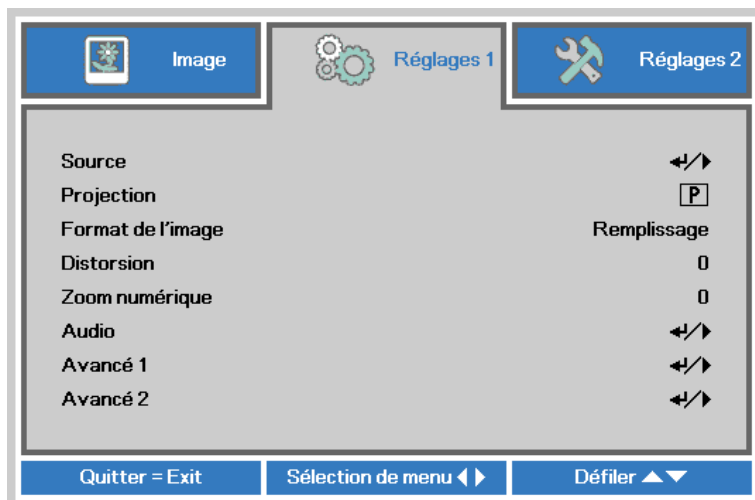 Image
Réglages 1
Réglages 2
Source ↵/▶
Projection P
Format de l'image Remplissage
Distorsion 0
Zoom numérique 0
Audio ↵/▶
Avancé 1 ↵/▶
Avancé 2 ↵/▶
Quitter = Exit
Sélection de menu ◀▶
Défiler ▲▼